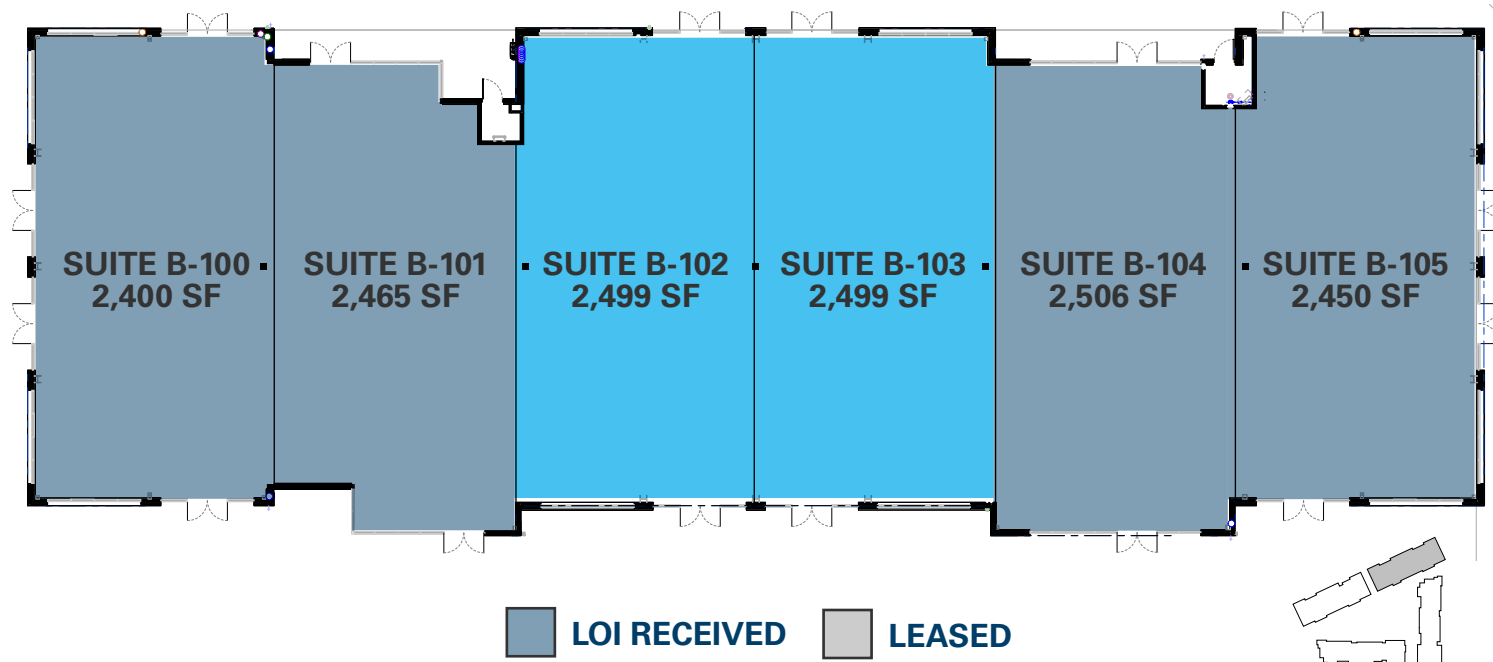 SUITE B-100
2,400 SF
SUITE B-101
2,465 SF
SUITE B-102
2,499 SF
SUITE B-103
2,499 SF
SUITE B-104
2,506 SF
SUITE B-105
2,450 SF
LOI RECEIVED
LEASED